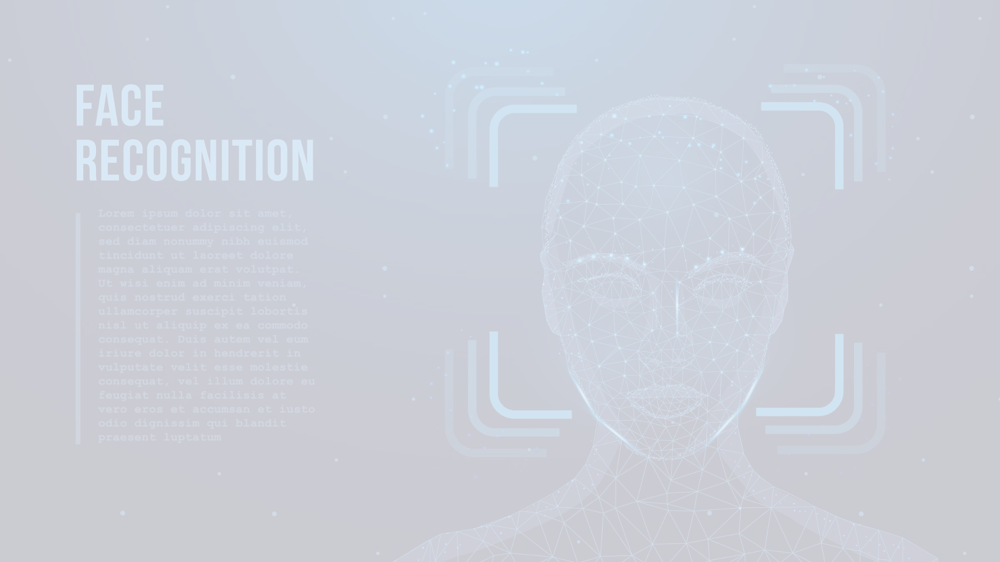 FACE
RECOGNITION
Lorem ipsum dolor sit amet,
consectetuer adipiscing elit,
sed diam nonummy nibh euismod
tincidunt ut laoreet dolore
magna aliquam erat volutpat.
Ut wisi enim ad minim veniam,
quis nostrud exerci tation
ullamcorper suscipit lobortis
nisl ut aliquip ex ea commodo
consequat. Duis autem vel eum
iriure dolor in hendrerit in
vulputate velit esse molestie
consequat, vel illum dolore eu
feugiat nulla facilisis at
vero eros et accumsan et iusto
odio dignissim qui blandit
praesent luptatum